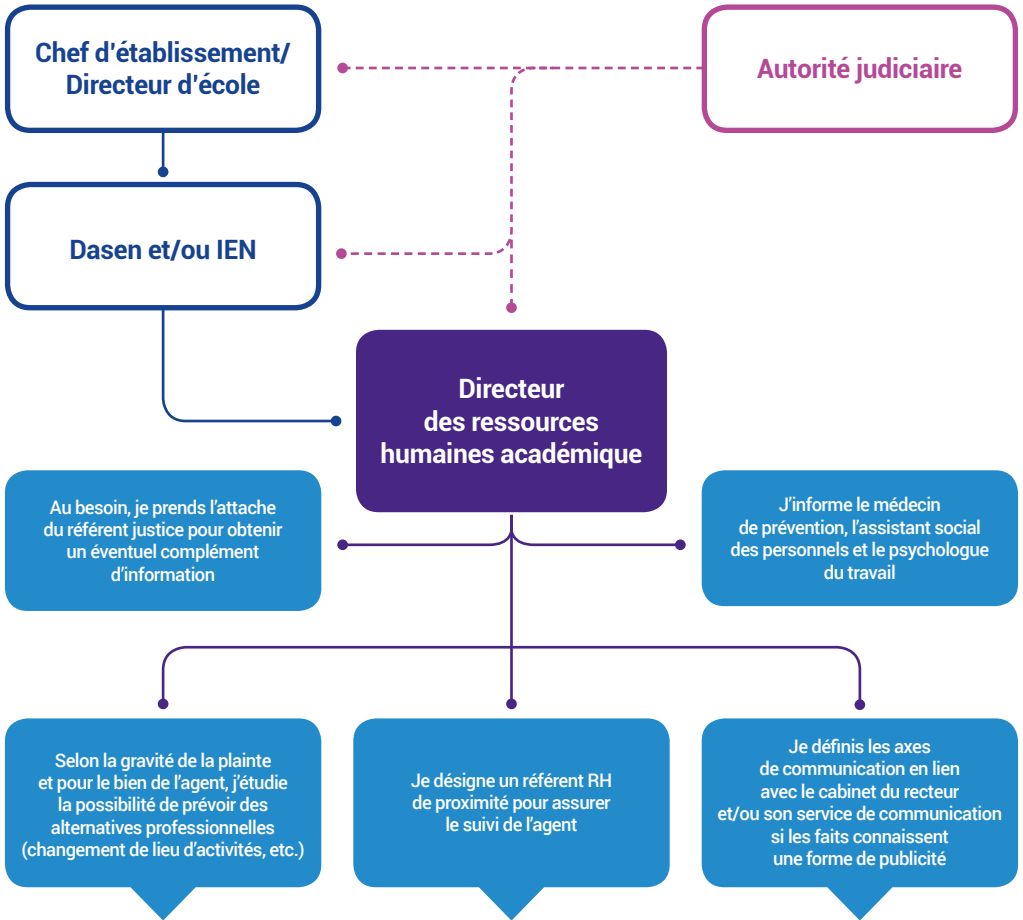 Chef d'établissement/
Directeur d'école
Autorité judiciaire
Dasen et/ou IEN
Directeur
des ressources
humaines académique
Au besoin, je prends l'attache
du référent justice pour obtenir
un éventuel complément
d'information
J'informe le médecin
de prévention, l'assistant social
des personnels et le psychologue
du travail
Selon la gravité de la plainte
et pour le bien de l'agent, j'étudie
la possibilité de prévoir des
alternatives professionnelles
(changement de lieu d'activités, etc.)
Je désigne un référent RH
de proximité pour assurer
le suivi de l'agent
Je définis les axes
de communication en lien
avec le cabinet du recteur
et/ou son service de communication
si les faits connaissent
une forme de publicité